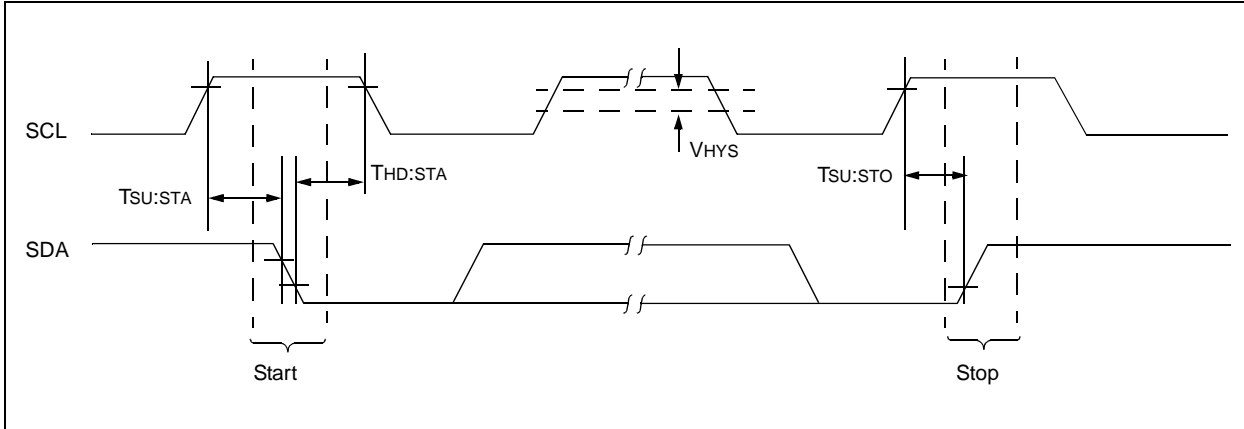 SCL
VHYS
THD:STA
TSU:STO
TSU:STA
SDA
Start
Stop